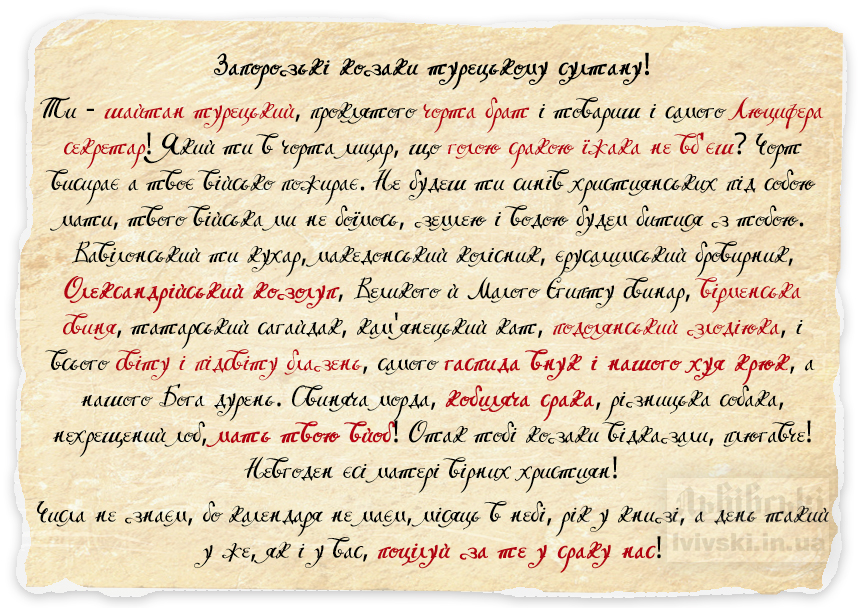 Запорозькі козаки турецькому султану!
Ти - шайтан турецький, проклятого чорта брат і товариш і самого Люцифера
секретар! Який ти в чорта лицар, що голою сракою їжака не вб'єш? Чорт
висирає а твоє військо пожирає. Не будеш ти синів христіянських під собою
мати, твого війська ми не боїмось, землею і водою будем битися з тобою.
Вавілонський ти кухар, македонський колісник, єрусалимський бровирник,
Олександрійський козолуп, Великого й Малого Єгипту свинар, вірменська
свиня, татарський сагайдак, кам'янецький кат, подолянський злодіюка, і
всього світу і підсвіту блазень, самого гаспида внук і нашого хуя крюк, а
нашого Бога дурень. Свиняча морда, кобиляча срака, різницька собака,
нехрещений лоб, мать твою вйоб! Отак тобі козаки відказали, плюгавче!
Невгоден єсі матері вірних христіян!
Числа не знаєм, бо календаря не маєм, місяць в небі, рік у книзі, а день такий
у же, як і у вас, поцілуй за те у сраку нас!
Львівські
lvivski.in.ua